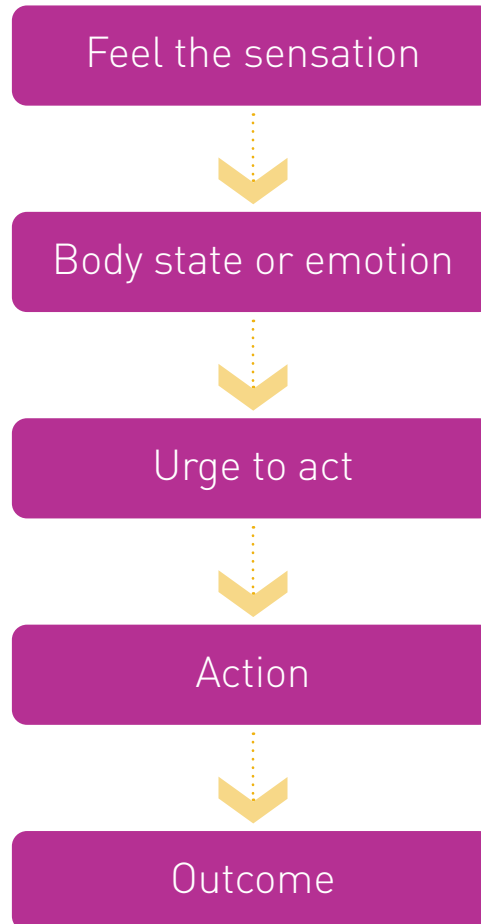 Feel the sensation
Body state or emotion
Urge to act
Action
Outcome